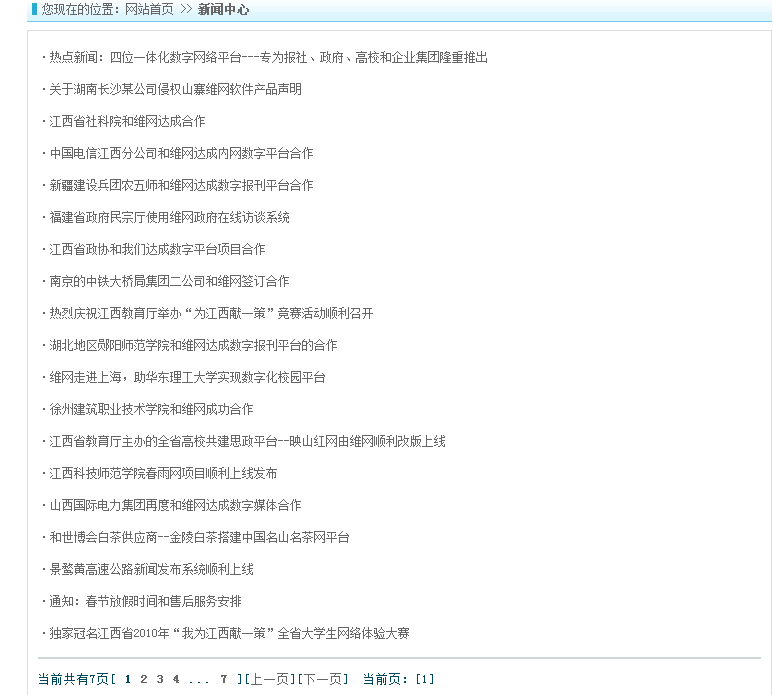 您现在的位置: 网站首页 >> 新闻中心
·热点新闻: 四位一体化数字网络平台---专为报社、政府、高校和企业集团隆重推出
·关于湖南长沙某公司侵权山寨维网软件产品声明
·江西省社科院和维网达成合作
·中国电信江西分公司和维网达成内网数字平台合作
·新疆建设兵团农五师和维网达成数字报刊平台合作
·福建省政府民宗厅使用维网政府在线访谈系统
·江西省政协和我们达成数字平台项目合作
·南京的中铁大桥局集团二公司和维网签订合作
·热烈庆祝江西教育厅举办“为江西献一策”竟赛活动顺利召开
·湖北地区郧阳师范学院和维网达成数字报刊平台的合作
·维网走进上海，助华东理工大学实现数字化校园平台
·徐州建筑职业技术学院和维网成功合作
·江西省教育厅主办的全省高校共建思政平台--映山红网由维网顺利改版上线
·江西科技师范学院春雨网项目顺利上线发布
·山西国际电力集团再度和维网达成数字媒体合作
·和世博会白茶供应商--金陵白茶搭建中国名山名茶网平台
·景鹜黄高速公路新闻发布系统顺利上线
·通知: 春节放假时间和售后服务安排
·独家冠名江西省2010年“我为江西献一策”全省大学生网络体验大赛
当前共有7页[ 1 2 3 4 ... 7 ][上一页][下一页] 当前页: [1]